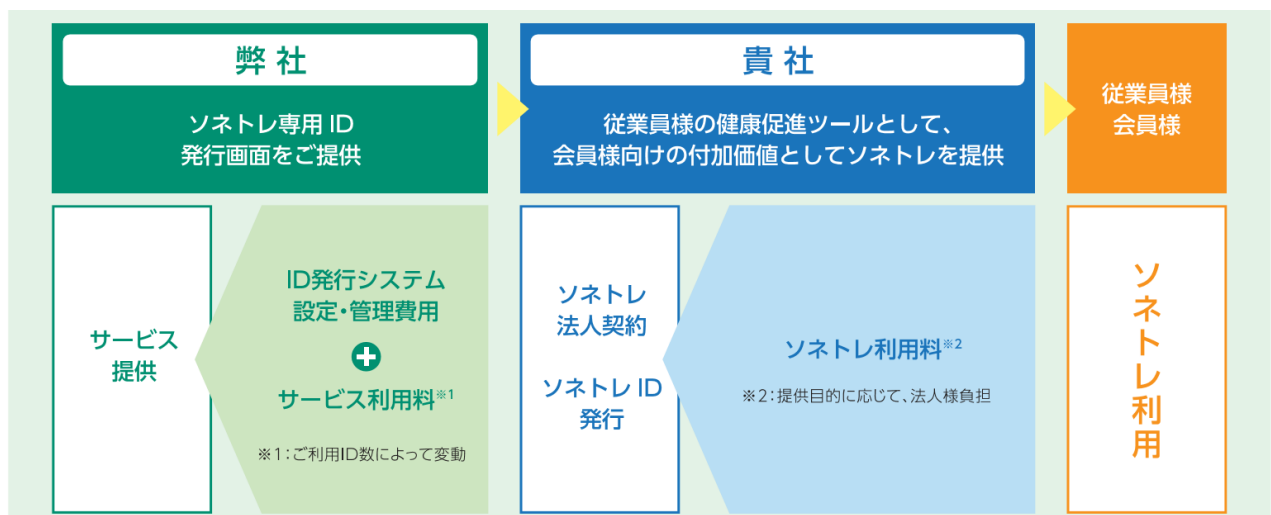 弊社
ソネトレ専用 ID
発行画面をご提供
貴社
従業員様の健康促進ツールとして、
会員様向けの付加価値としてソネトレを提供
従業員様
会員様
サービス
提供
ID発行システム
設定・管理費用
+
サービス利用料※1
※1：ご利用ID数によって変動
ソネトレ
法人契約
ソネトレ ID
発行
ソネトレ利用料※2
※2：提供目的に応じて、法人様負担
ソネトレ利用